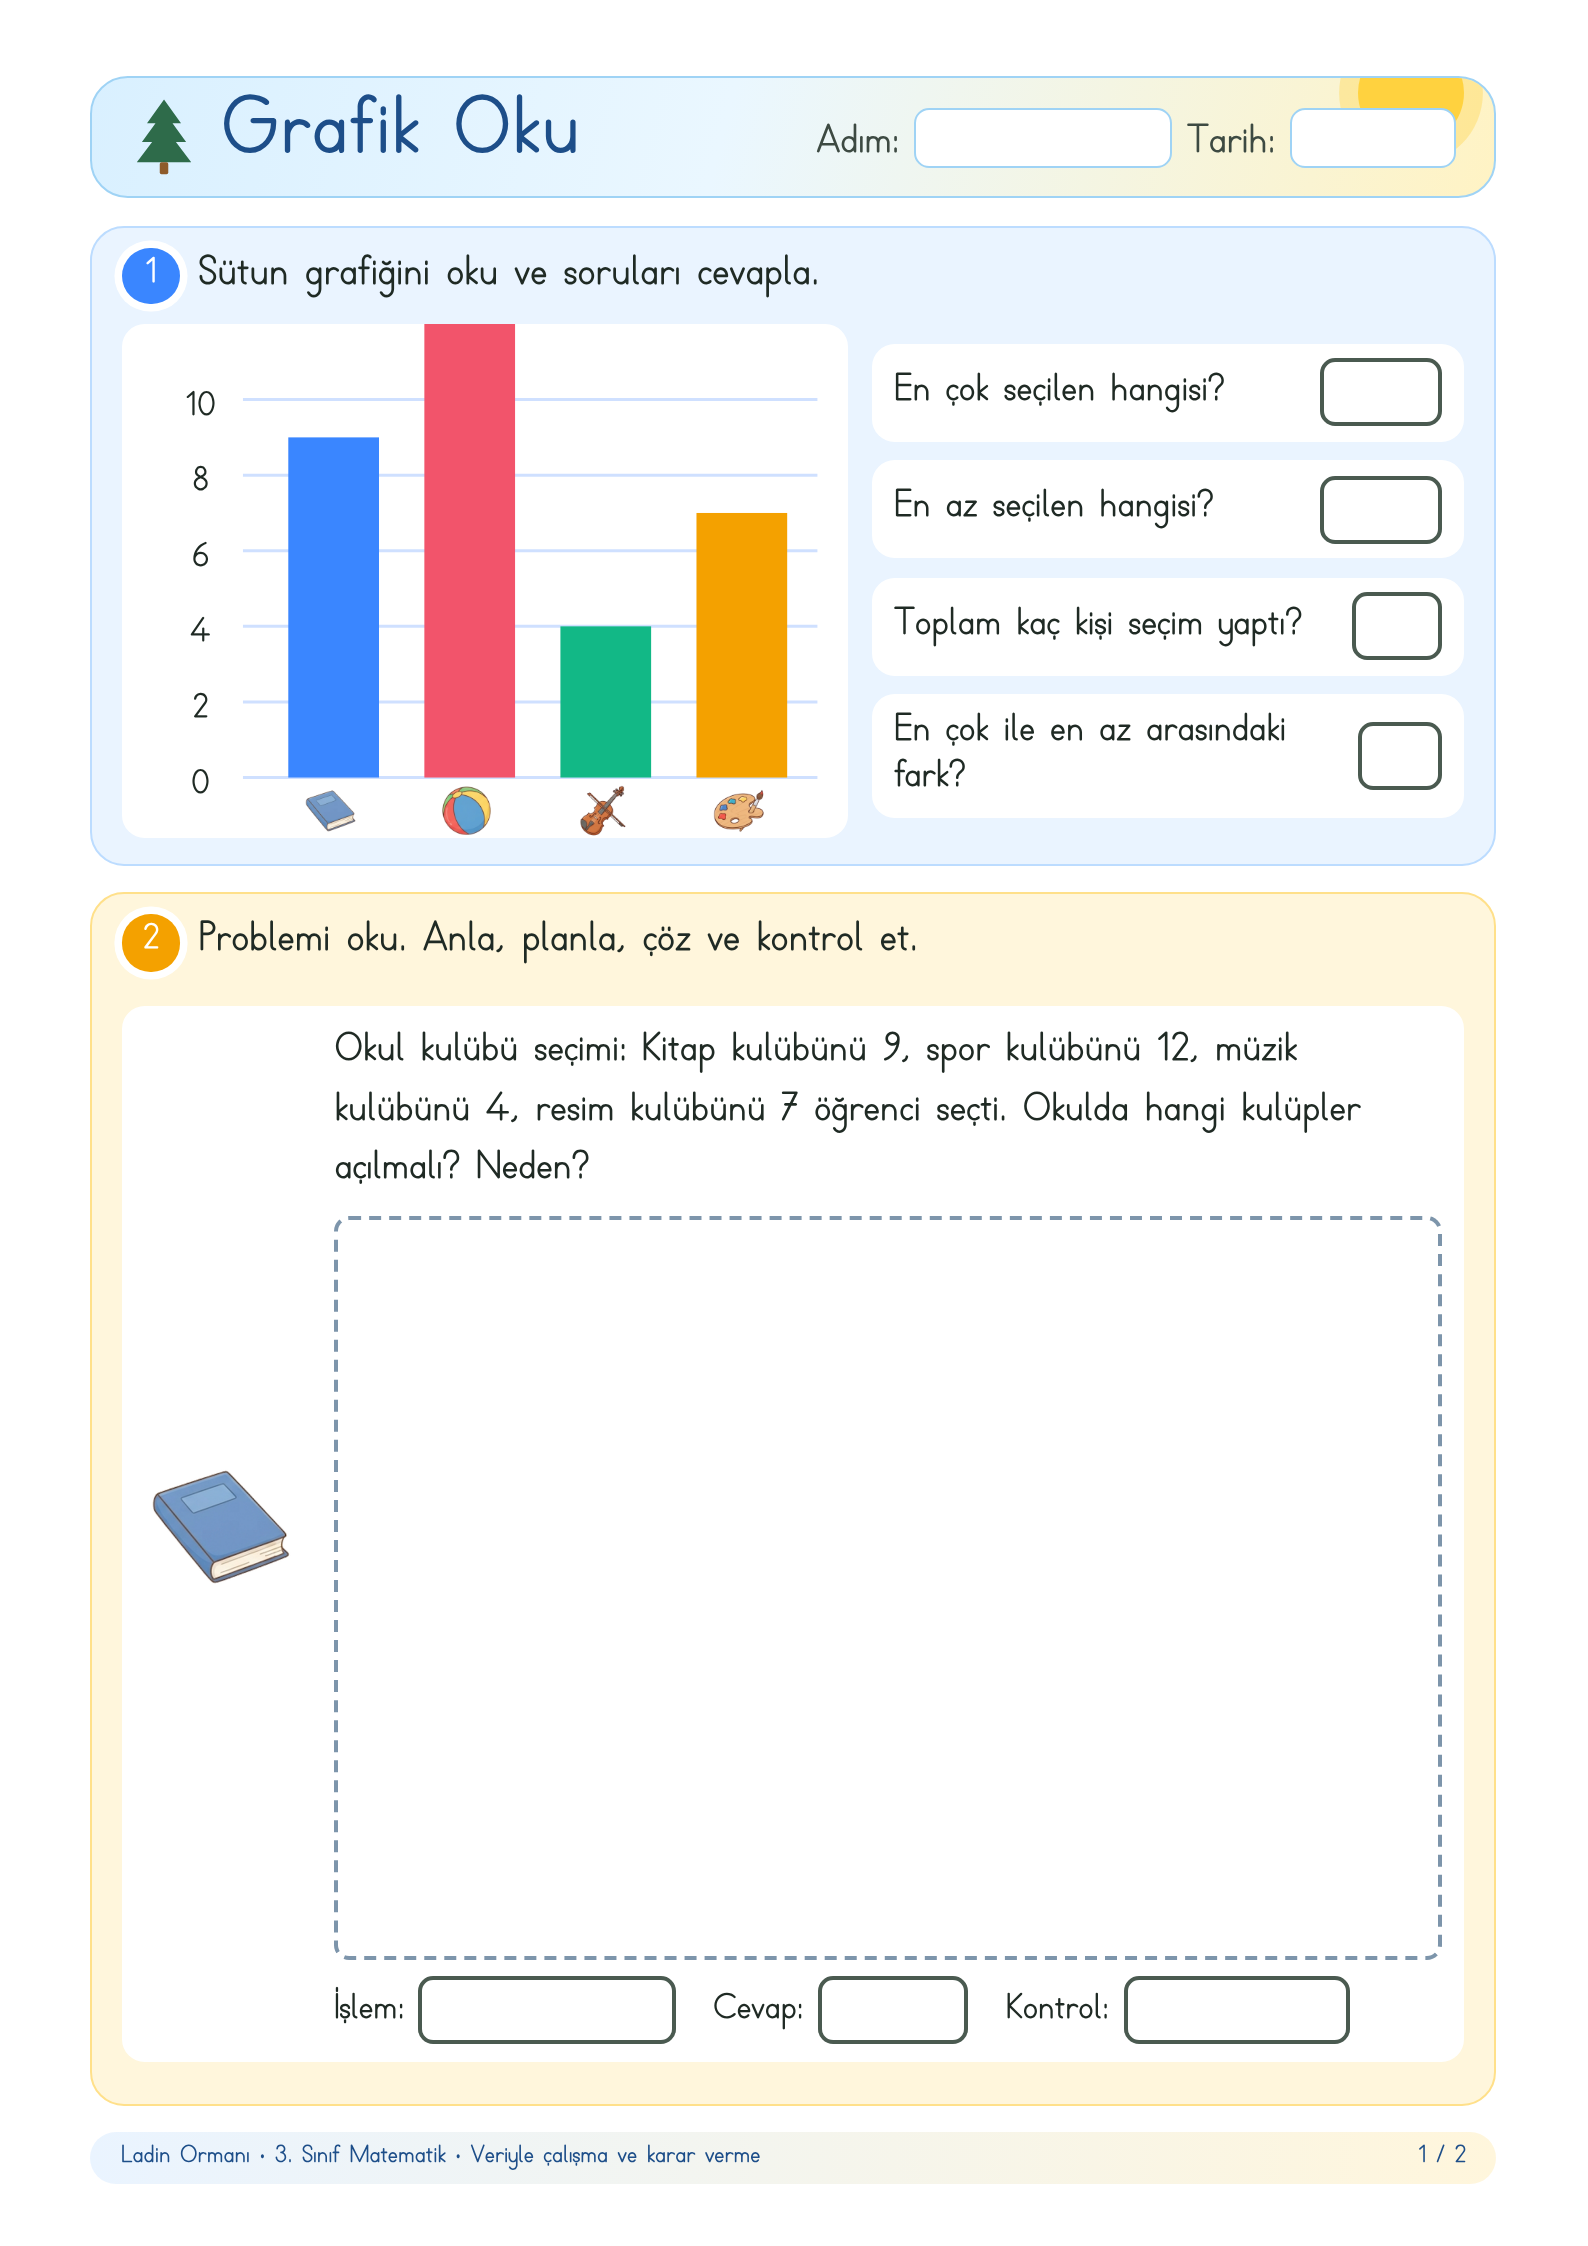 Grafik Oku
Adım:
Tarih:
1
Sütun grafiğini oku ve soruları cevapla.
10
8
6
4
2
0
En çok seçilen hangisi?
En az seçilen hangisi?
Toplam kaç kişi seçim yaptı?
En çok ile en az arasındaki
fark?
2
Problemi oku. Anla, planla, çöz ve kontrol et.
Okul kulübü seçimi: Kitap kulübünü 9, spor kulübünü 12, müzik
kulübünü 4, resim kulübünü 7 öğrenci seçti. Okulda hangi kulüpler
açılmalı? Neden?
İşlem:
Cevap:
Kontrol:
Ladin Ormanı • 3. Sınıf Matematik • Veriyle çalışma ve karar verme
1 / 2